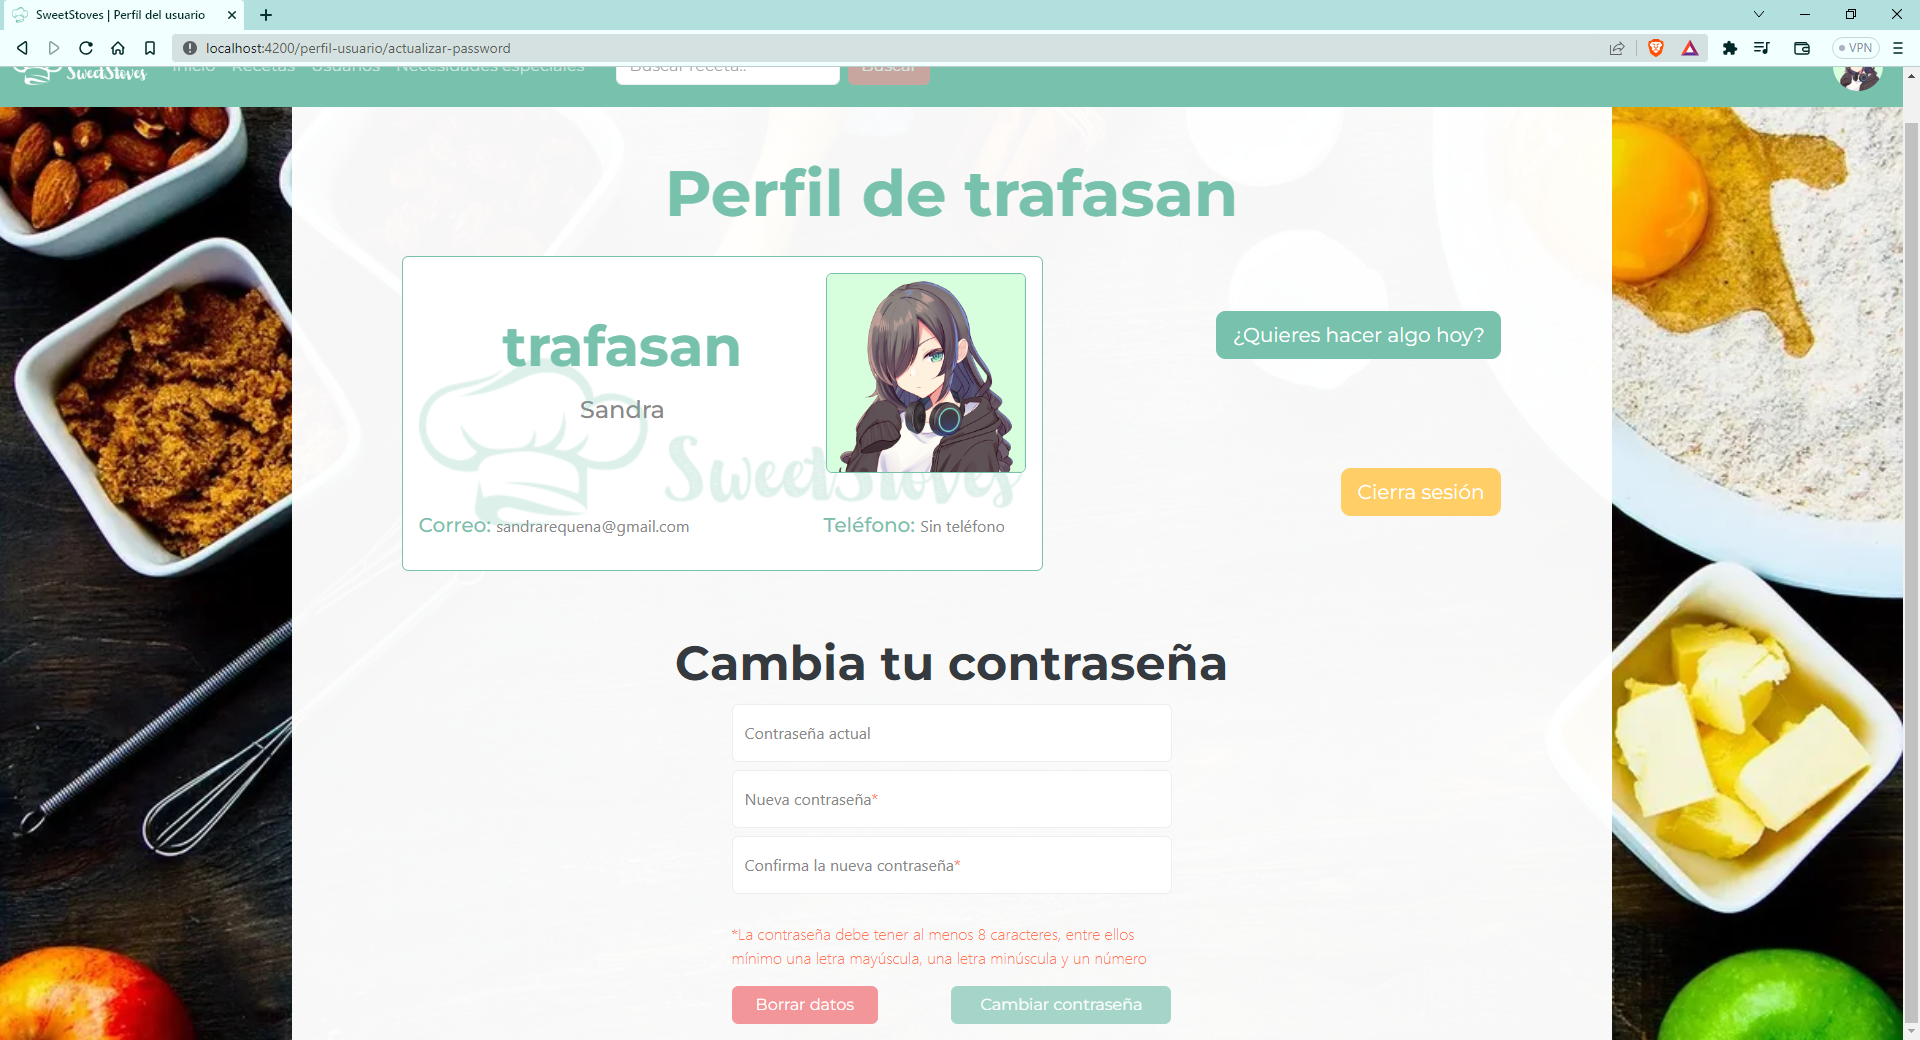 SweetStoves | Perfil del usuario
localhost:4200/perfil-usuario/actualizar-password
VPN
SweetStoves Inicio Recetas Usuarios Necesidades especiales Buscar receta.. Buscar
Perfil de trafasan
trafasan
Sandra
SweetStoves
Correo: sandrarequena@gmail.com Teléfono: Sin teléfono
¿Quieres hacer algo hoy?
Cierra sesión
Cambia tu contraseña
Contraseña actual
Nueva contraseña*
Confirma la nueva contraseña*
*La contraseña debe tener al menos 8 caracteres, entre ellos
mínimo una letra mayúscula, una letra minúscula y un número
Borrar datos Cambiar contraseña